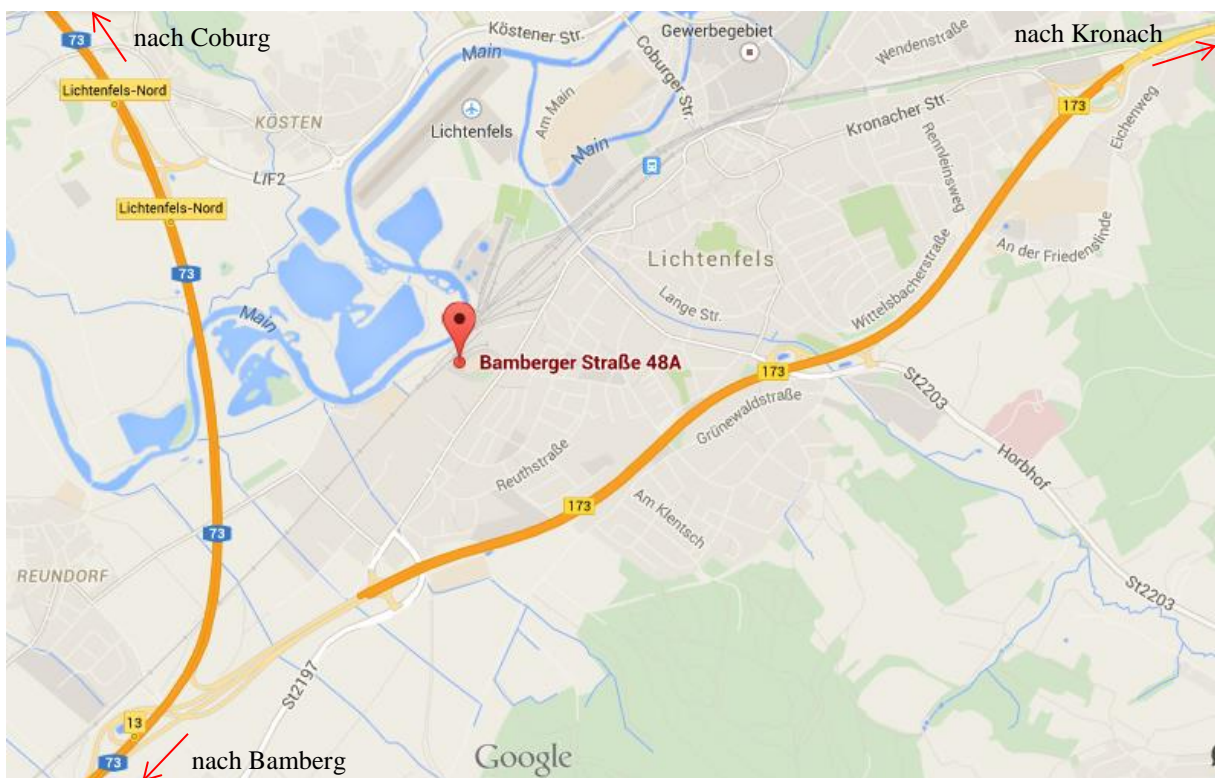 nach Coburg
73
Köstener Str.
Gewerbegebiet
Wendenstraße
nach Kronach
Main
Coburger Str.
Lichtenfels-Nord
KÖSTEN
Lichtenfels
Am Main
Main
Kronacher Str.
173
Eichenweg
LIF2
Rennleinsweg
Lichtenfels-Nord
An der Friedenslinde
73
Lichtenfels
Lange Str.
Wittelsbacherstraße
Main
Bamberger Straße 48A
173
St2203
Grünewaldstraße
Reuthstraße
Horbhof
173
Am Klentsch
73
REUNDORF
St2203
St2197
13
73
nach Bamberg
Google